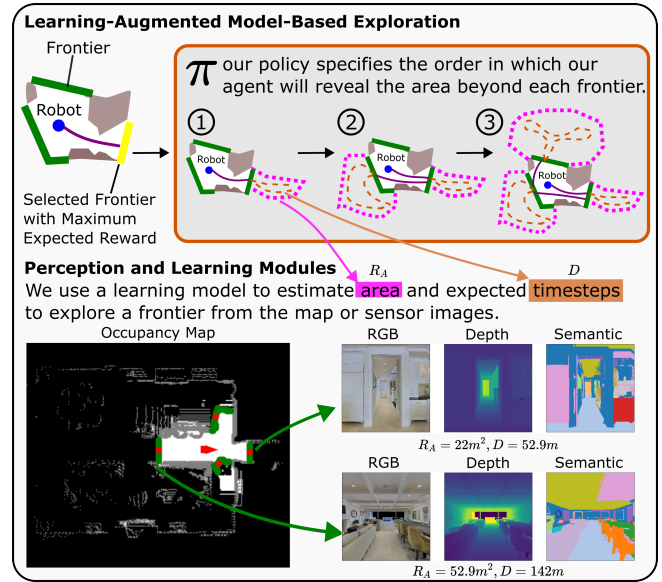 Learning-Augmented Model-Based Exploration
Frontier
Robot
Selected Frontier
with Maximum
Expected Reward
π our policy specifies the order in which our
agent will reveal the area beyond each frontier.
1
2
3
Robot
Robot
Robot
Perception and Learning Modules
R_A
D
We use a learning model to estimate area and expected timesteps
to explore a frontier from the map or sensor images.
Occupancy Map
RGB
Depth
Semantic
R_A = 22m², D = 52.9m
RGB
Depth
Semantic
R_A = 52.9m², D = 142m